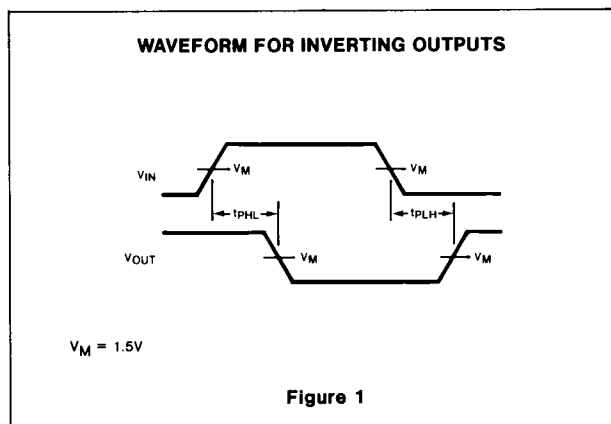 WAVEFORM FOR INVERTING OUTPUTS
VIN
VM
VM
tPHL
tPLH
VOUT
VM
VM
VM = 1.5V
Figure 1